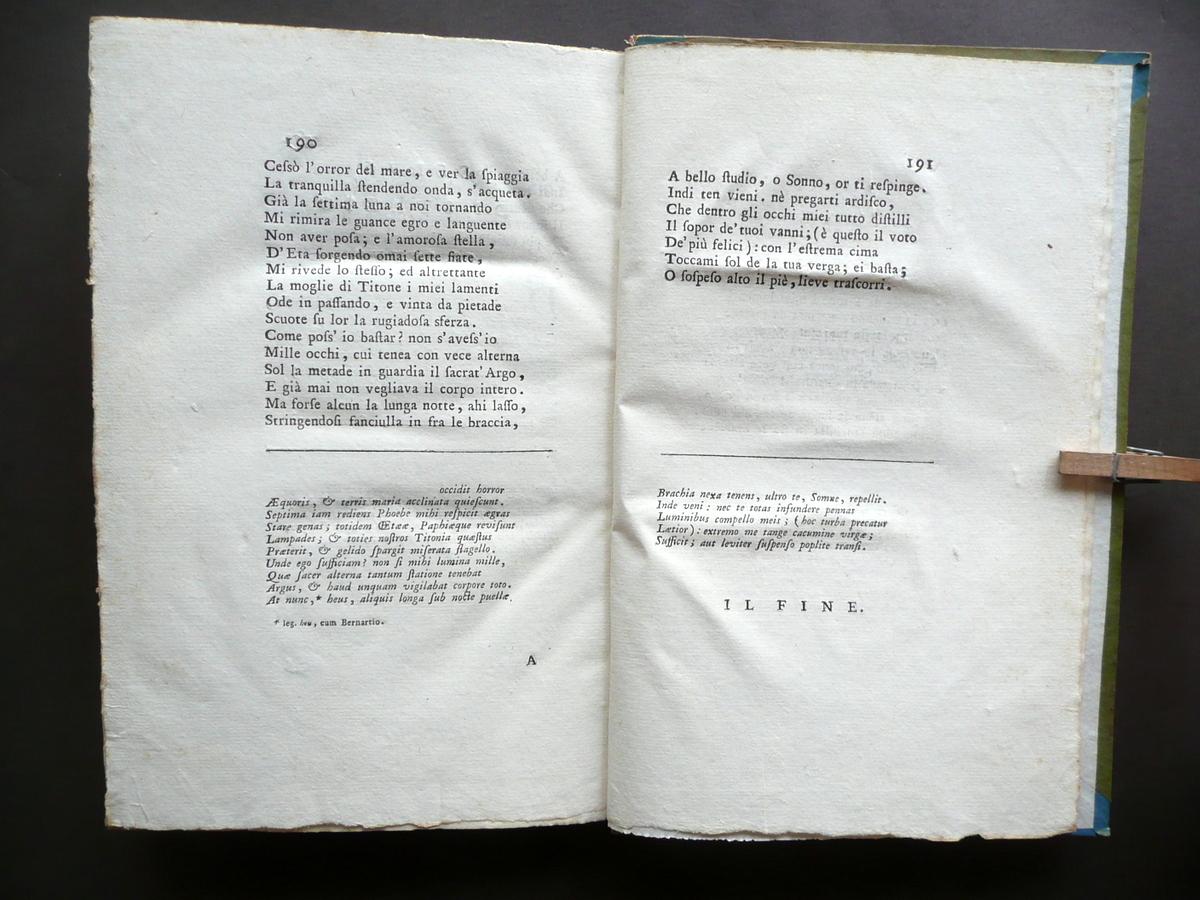 190
Ceſsò l'orror del mare, e ver la ſpiaggia
La tranquilla ſtendendo onda, s'acqueta.
Già la ſettima luna a noi tornando
Mi rimira le guance egro e languente
Non aver poſa; e l'amoroſa ſtella,
D'Eta ſorgendo omai ſette fiate,
Mi rivede lo ſteſſo; ed altrettante
La moglie di Titone i miei lamenti
Ode in paſſando, e vinta da pietade
Scuote ſu lor la rugiadoſa sferza.
Come poſs' io baſtar? non s'aveſs'io
Mille occhi, cui tenea con vece alterna
Sol la metade in guardia il ſacrat' Argo,
E già mai non vegliava il corpo intero.
Ma forſe alcun la lunga notte, ahi laſſo,
Stringendoſi fanciulla in fra le braccia,
occidit horror
Æquoris, & terris maria acclinata quieſcunt.
Septima iam rediens Phoebe mihi reſpicit ægras
Stare genas; totidem Œtææ, Paphiæque reviſunt
Lampades; & toties noſtros Titonia quæſtus
Præterit, & gelido ſpargit miſerata flagello.
Unde ego ſufficiam? non ſi mihi lumina mille,
Quæ ſacer alterna tantum ſtatione tenebat
Argus, & haud unquam vigilabat corpore toto.
At nunc,* heus, aliquis longa ſub nocte puellæ
* leg. heu, cum Bernartio.
A
191
A bello ſtudio, o Sonno, or ti reſpinge.
Indi ten vieni. nè pregarti ardiſco,
Che dentro gli occhi miei tutto diſtilli
Il ſopor de' tuoi vanni; (è queſto il voto
De' più felici): con l'eſtrema cima
Toccami ſol de la tua verga; ei baſta;
O ſoſpeſo alto il piè, lieve traſcorri.
Brachia nexa tenens, ultro te, Somne, repellit.
Inde veni: nec te totas infundere pennas
Luminibus compello meis; (hoc turba precatur
Lætior): extremo me tange cacumine virgæ;
Sufficit; aut leviter ſuſpenſo poplite tranſi.
IL FINE.